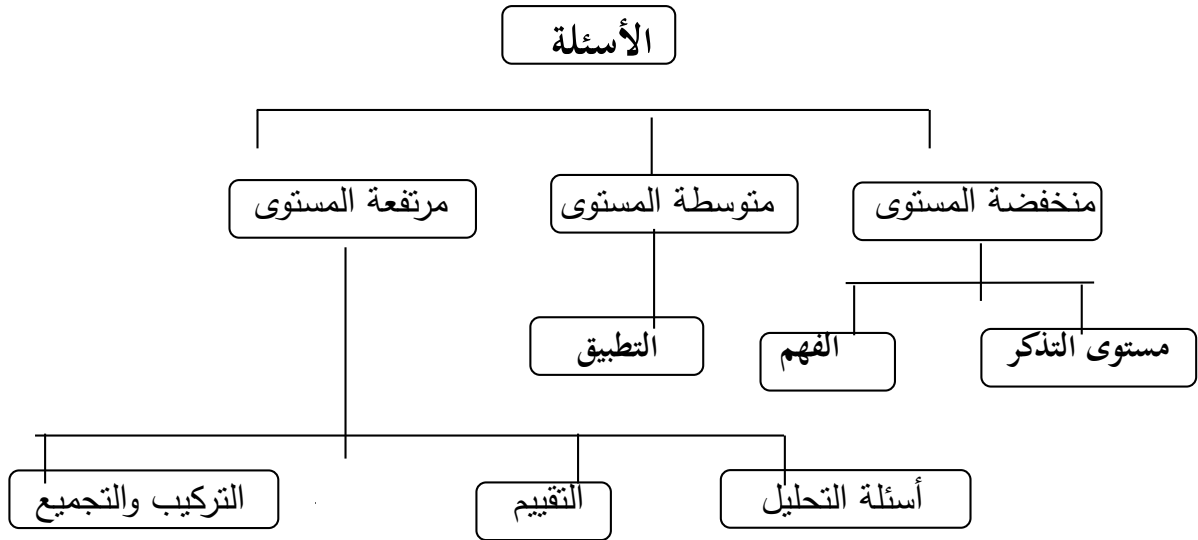 الأسئلة
منخفضة المستوى
متوسطة المستوى
مرتفعة المستوى
مستوى التذكر
الفهم
التطبيق
أسئلة التحليل
التقييم
التركيب والتجميع